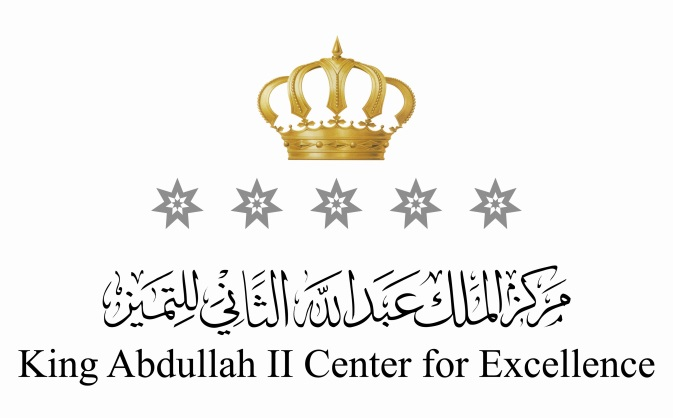 مركز الملك عبدالله الثاني للتميز
King Abdullah II Center for Excellence